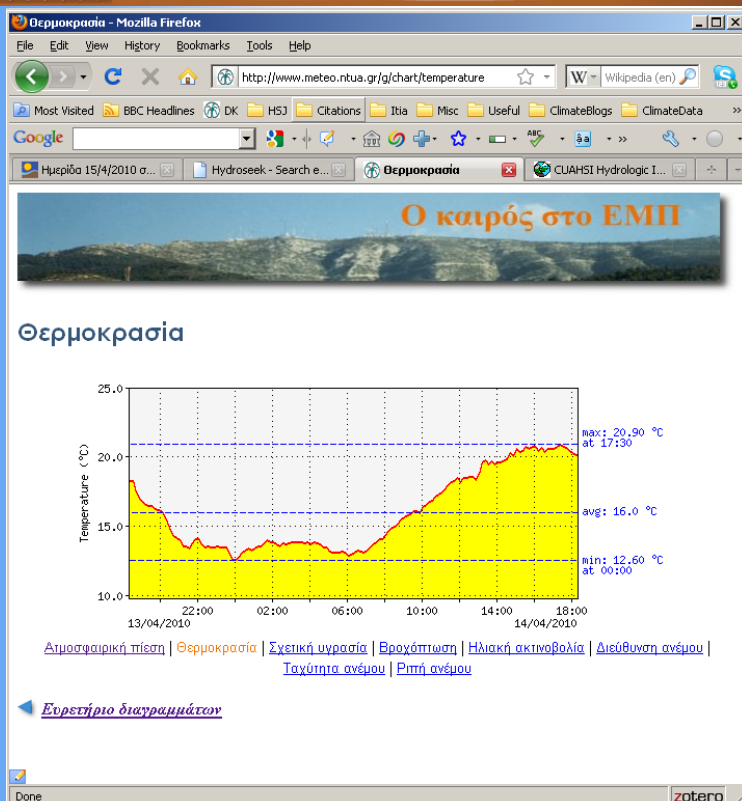 Θερμοκρασία - Mozilla Firefox
File Edit View History Bookmarks Tools Help
http://www.meteo.ntua.gr/g/chart/temperature W Wikipedia (en)
Most Visited BBC Headlines DK HSJ Citations Itia Misc Useful ClimateBlogs ClimateData »
Google
Ημερίδα 15/4/2010 σ... Hydroseek - Search e... Θερμοκρασία CUAHSI Hydrologic I...
Ο καιρός στο ΕΜΠ
Θερμοκρασία
25.0
max: 20.90 °C
at 17:30
20.0
Temperature (°C)
avg: 16.0 °C
15.0
min: 12.60 °C
at 00:00
10.0
22:00 02:00 06:00 10:00 14:00 18:00
13/04/2010 14/04/2010
Ατμοσφαιρική πίεση | Θερμοκρασία | Σχετική υγρασία | Βροχόπτωση | Ηλιακή ακτινοβολία | Διεύθυνση ανέμου |
Ταχύτητα ανέμου | Ριπή ανέμου
Ευρετήριο διαγραμμάτων
Done zotero